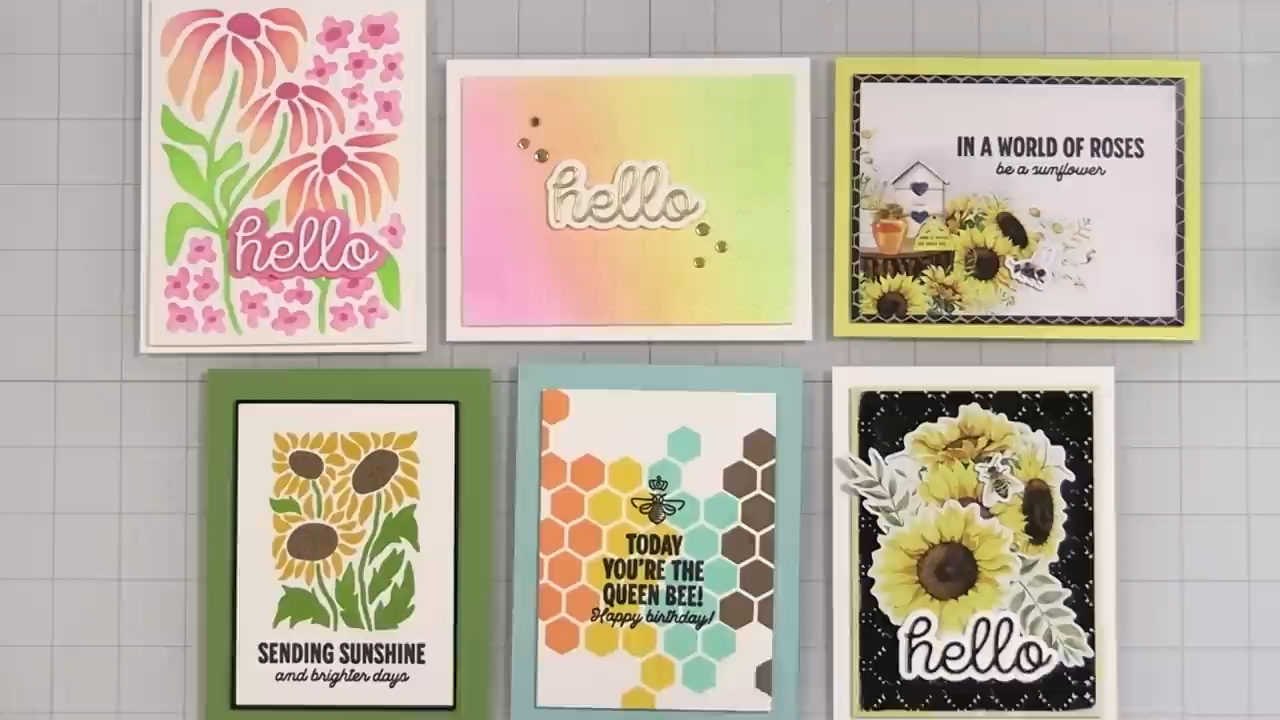 hello
hello
IN A WORLD OF ROSES
be a sunflower
SENDING SUNSHINE
and brighter days
TODAY
YOU'RE THE
QUEEN BEE!
Happy birthday!
hello